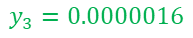 y₃ = 0.0000016